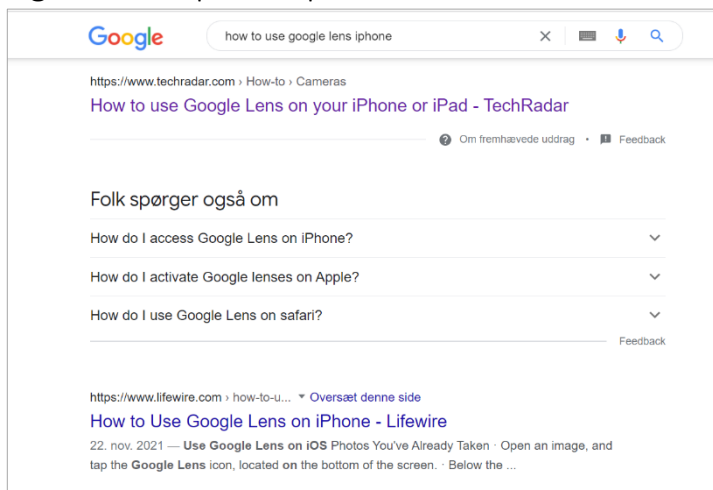 Google
how to use google lens iphone
https://www.techradar.com › How-to › Cameras
How to use Google Lens on your iPhone or iPad - TechRadar
Om fremhævede uddrag • Feedback
Folk spørger også om
How do I access Google Lens on iPhone?
How do I activate Google lenses on Apple?
How do I use Google Lens on safari?
Feedback
https://www.lifewire.com › how-to-u... Oversæt denne side
How to Use Google Lens on iPhone - Lifewire
22. nov. 2021 — Use Google Lens on iOS Photos You've Already Taken · Open an image, and
tap the Google Lens icon, located on the bottom of the screen. · Below the ...